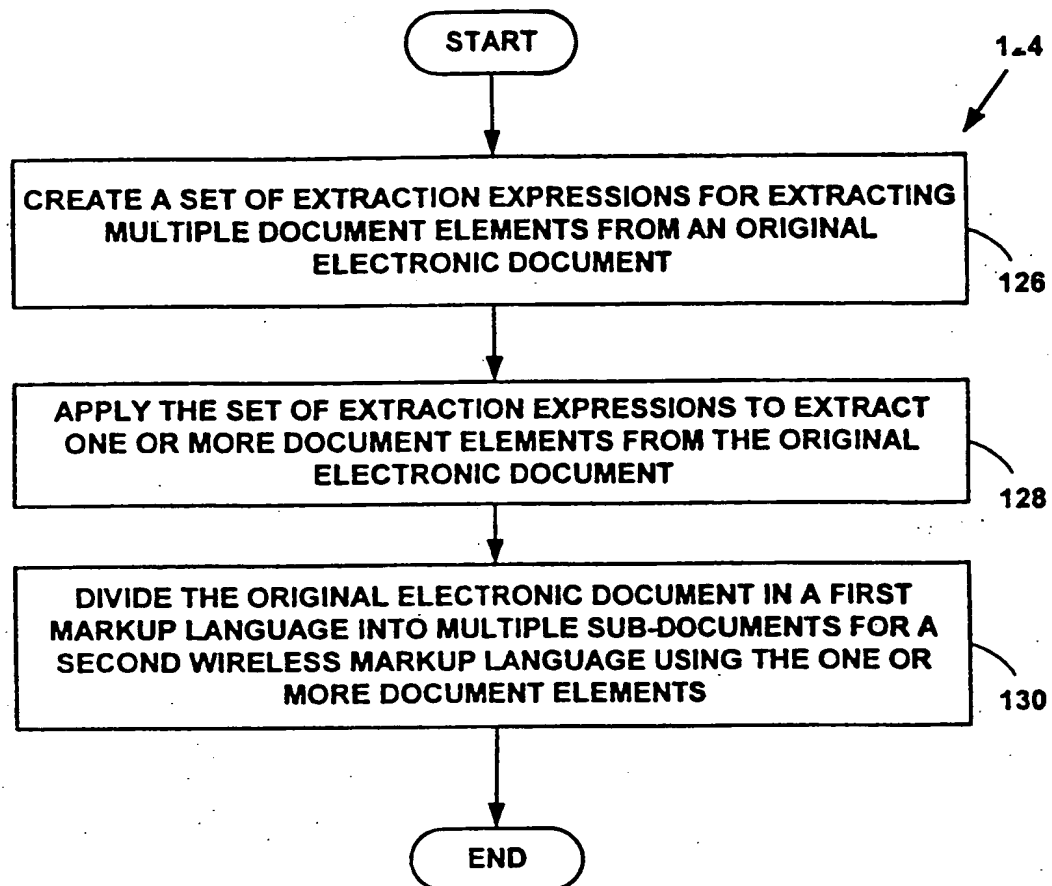 START
CREATE A SET OF EXTRACTION EXPRESSIONS FOR EXTRACTING
MULTIPLE DOCUMENT ELEMENTS FROM AN ORIGINAL
ELECTRONIC DOCUMENT
126
APPLY THE SET OF EXTRACTION EXPRESSIONS TO EXTRACT
ONE OR MORE DOCUMENT ELEMENTS FROM THE ORIGINAL
ELECTRONIC DOCUMENT
128
DIVIDE THE ORIGINAL ELECTRONIC DOCUMENT IN A FIRST
MARKUP LANGUAGE INTO MULTIPLE SUB-DOCUMENTS FOR A
SECOND WIRELESS MARKUP LANGUAGE USING THE ONE OR
MORE DOCUMENT ELEMENTS
130
END